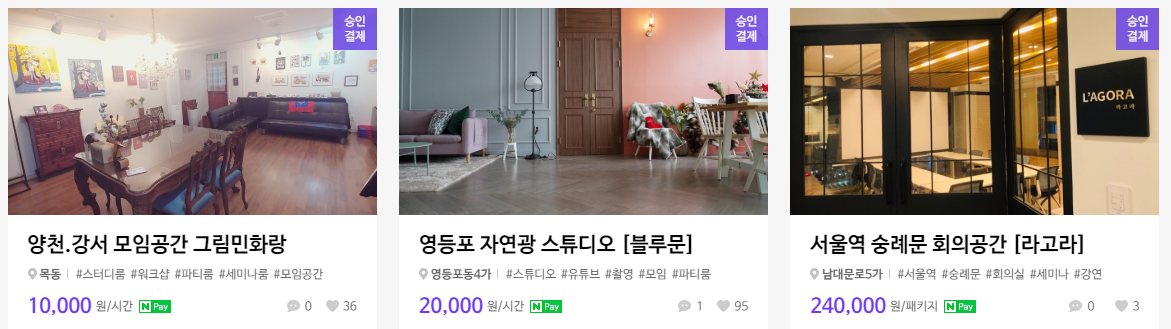 승인
결제
양천.강서 모임공간 그림민화랑
목동 #스터디룸 #워크샵 #파티룸 #세미나룸 #모임공간
10,000 원/시간 N Pay 0 36
승인
결제
영등포 자연광 스튜디오 [블루문]
영등포동4가 #스튜디오 #유튜브 #촬영 #모임 #파티룸
20,000 원/시간 N Pay 1 95
승인
결제
L'AGORA
라고라
서울역 숭례문 회의공간 [라고라]
남대문로5가 #서울역 #숭례문 #회의실 #세미나 #강연
240,000 원/패키지 N Pay 0 3